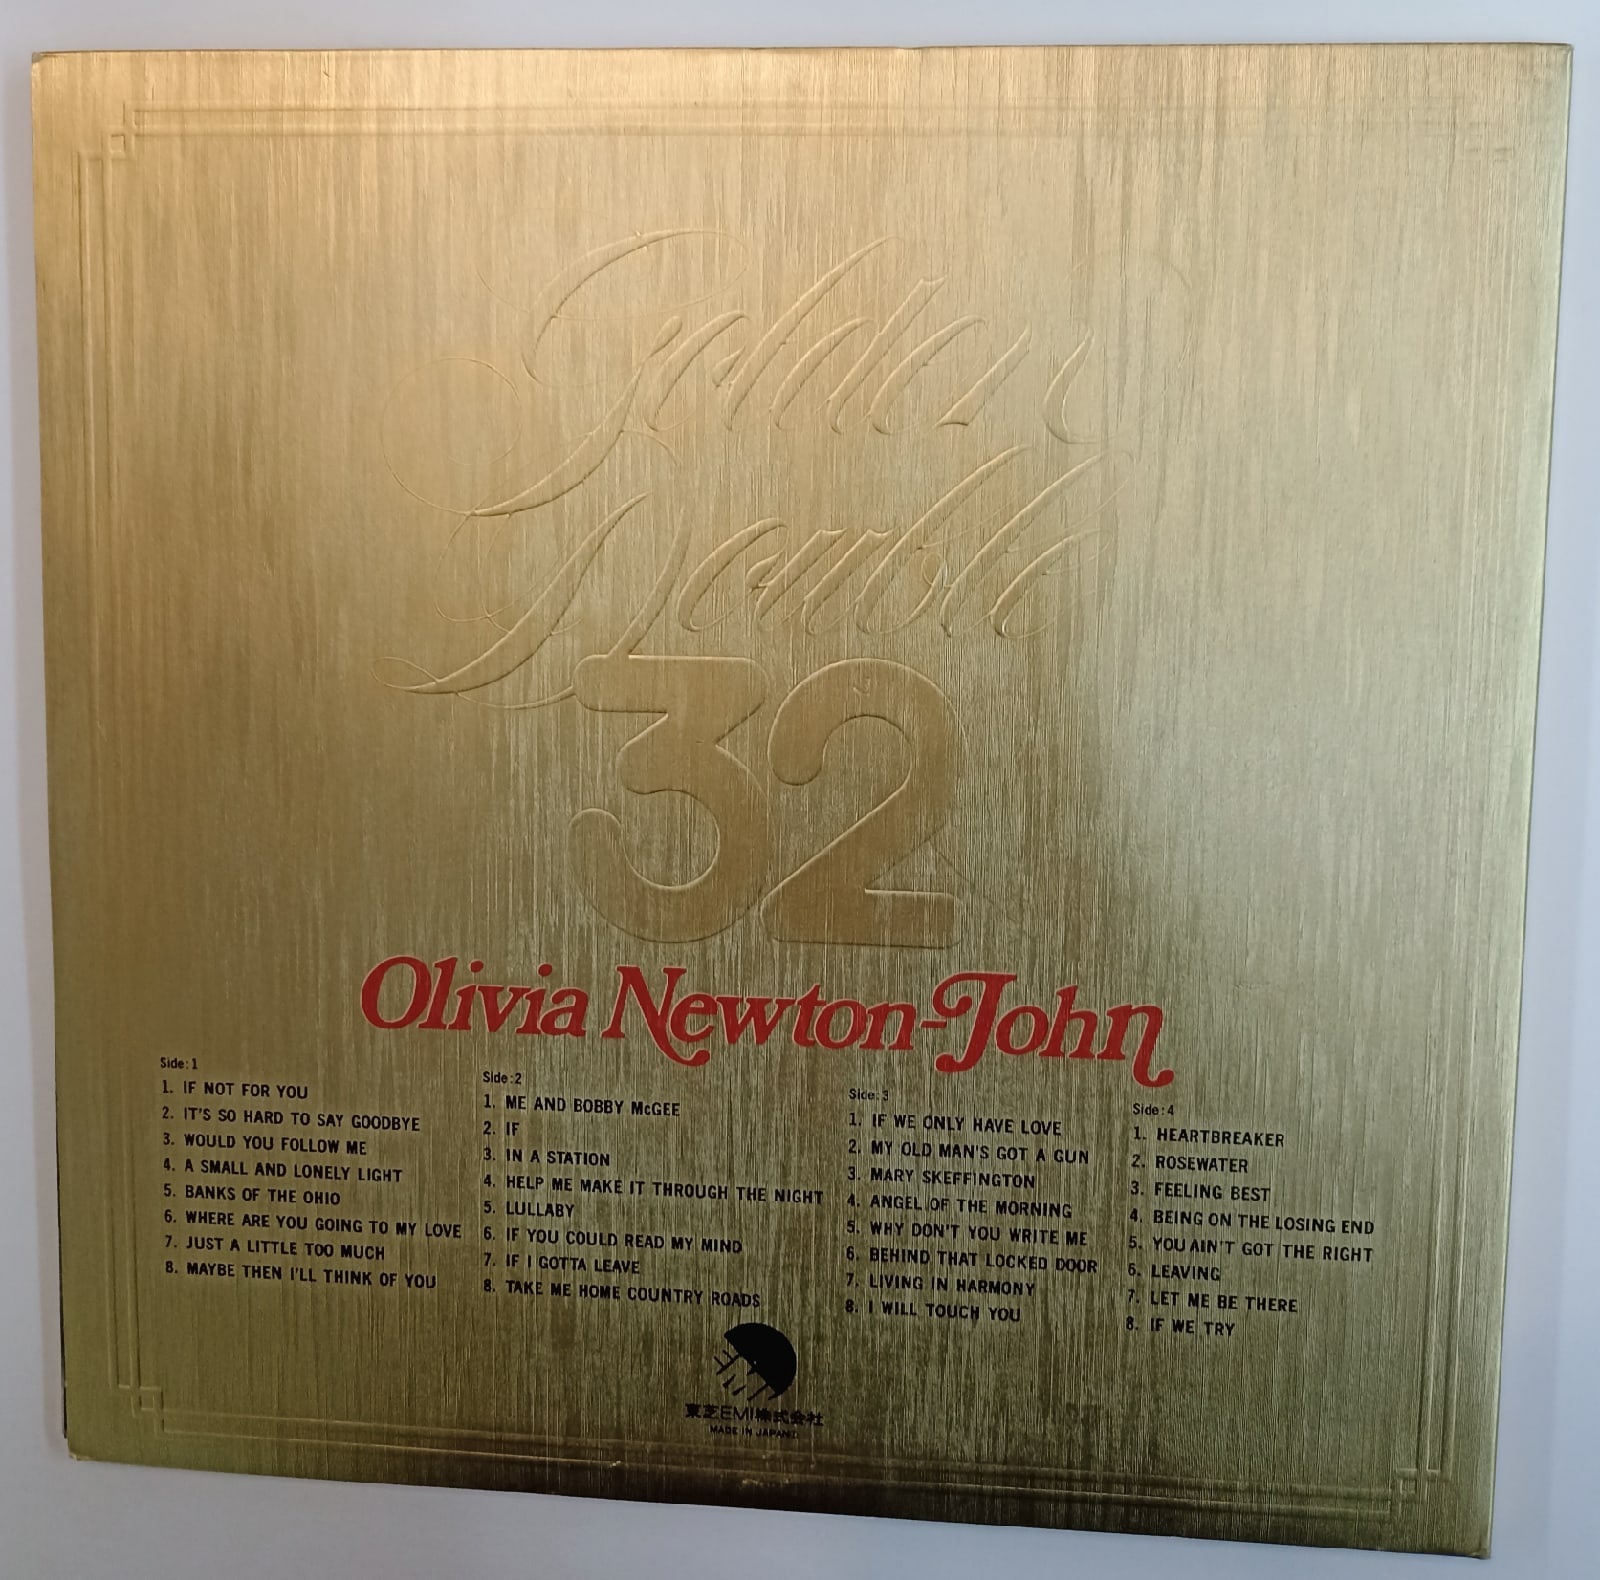 Golden
Double
32
Olivia Newton-John
Side:1
1. IF NOT FOR YOU
2. IT'S SO HARD TO SAY GOODBYE
3. WOULD YOU FOLLOW ME
4. A SMALL AND LONELY LIGHT
5. BANKS OF THE OHIO
6. WHERE ARE YOU GOING TO MY LOVE
7. JUST A LITTLE TOO MUCH
8. MAYBE THEN I'LL THINK OF YOU
Side:2
1. ME AND BOBBY McGEE
2. IF
3. IN A STATION
4. HELP ME MAKE IT THROUGH THE NIGHT
5. LULLABY
6. IF YOU COULD READ MY MIND
7. IF I GOTTA LEAVE
8. TAKE ME HOME COUNTRY ROADS
Side:3
1. IF WE ONLY HAVE LOVE
2. MY OLD MAN'S GOT A GUN
3. MARY SKEFFINGTON
4. ANGEL OF THE MORNING
5. WHY DON'T YOU WRITE ME
6. BEHIND THAT LOCKED DOOR
7. LIVING IN HARMONY
8. I WILL TOUCH YOU
Side:4
1. HEARTBREAKER
2. ROSEWATER
3. FEELING BEST
4. BEING ON THE LOSING END
5. YOU AIN'T GOT THE RIGHT
6. LEAVING
7. LET ME BE THERE
8. IF WE TRY
EMI
東芝EMI株式会社
MADE IN JAPAN